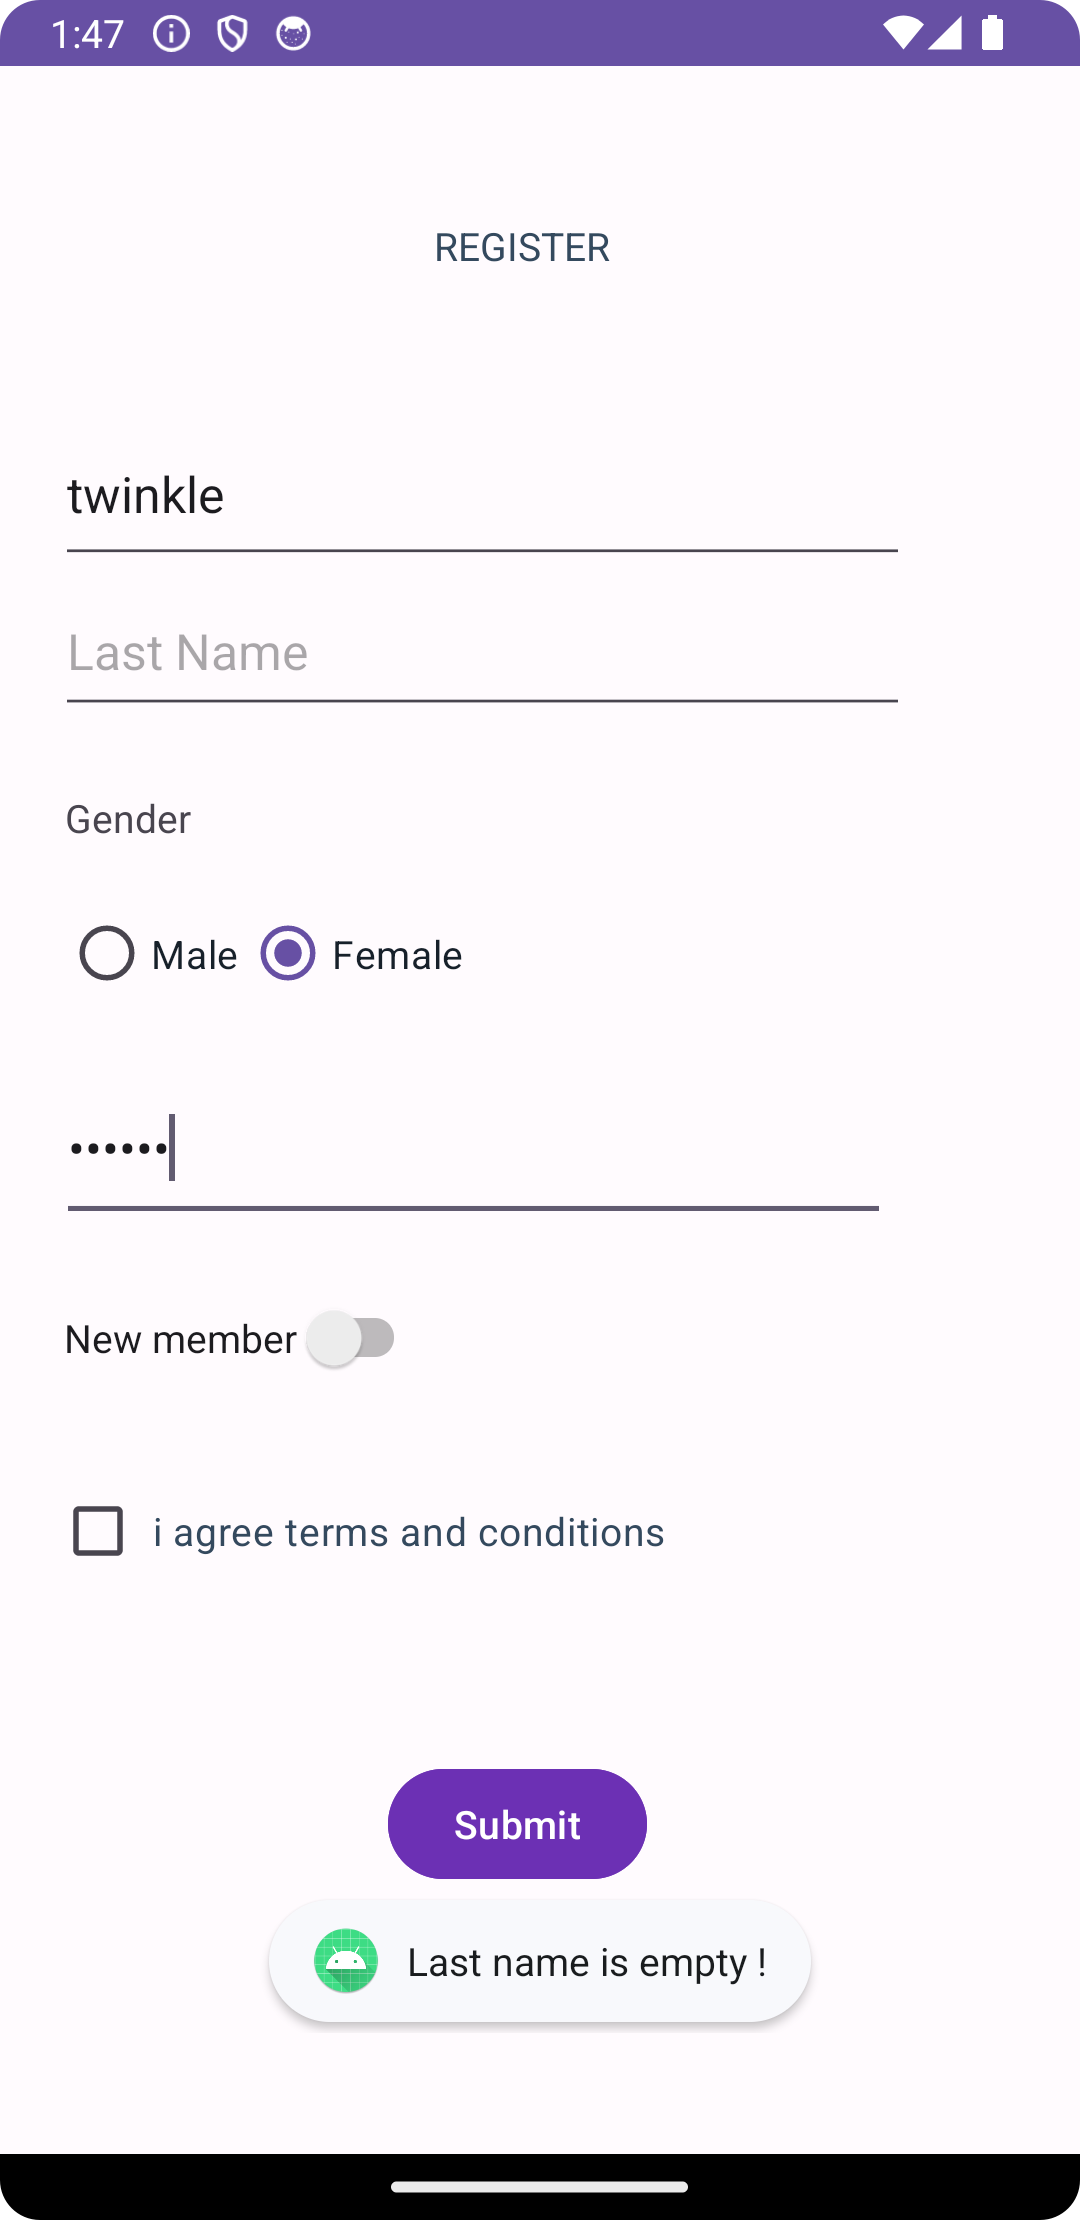 1:47
REGISTER
twinkle
Last Name
Gender
Male Female
••••••
New member
i agree terms and conditions
Submit
Last name is empty !